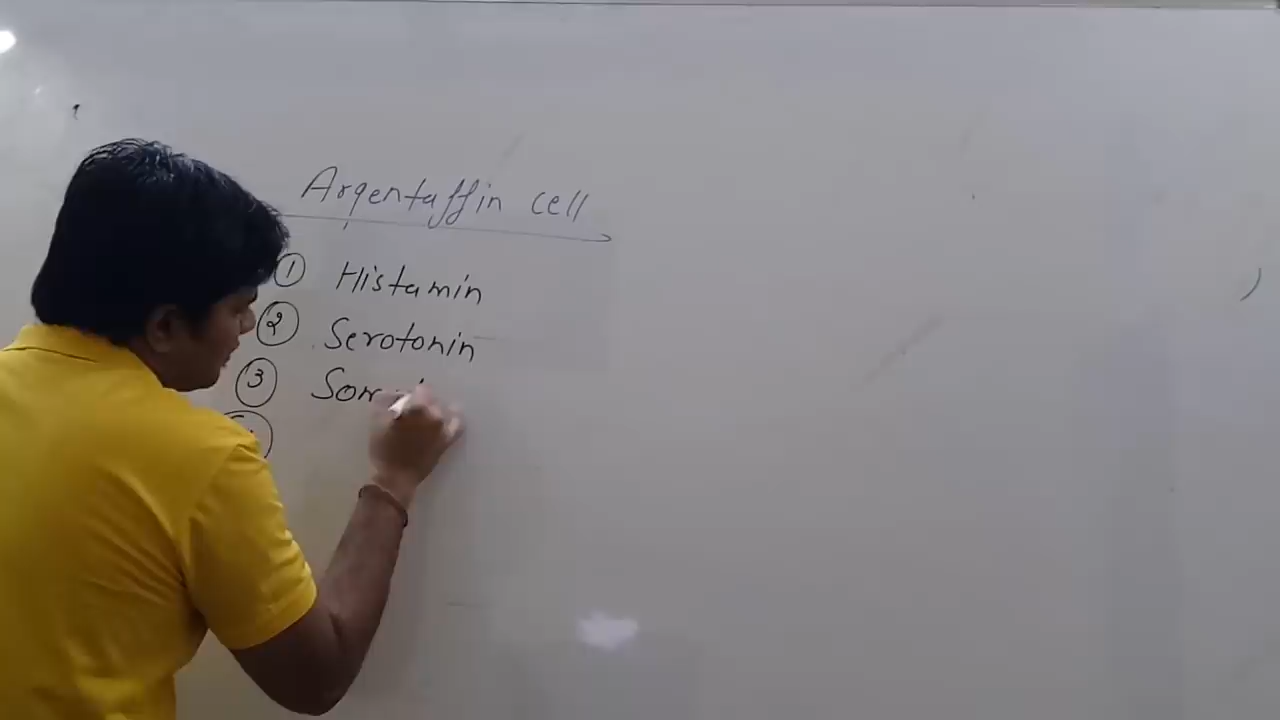 Argentaffin cell
① Histamin
② Serotonin
③ Som